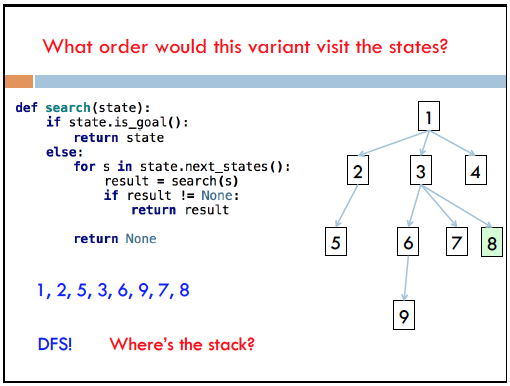 What order would this variant visit the states?
def search(state):
if state.is_goal():
return state
else:
for s in state.next_states():
result = search(s)
if result != None:
return result
return None
1, 2, 5, 3, 6, 9, 7, 8
DFS! Where's the stack?
1
2 3 4
5 6 7 8
9